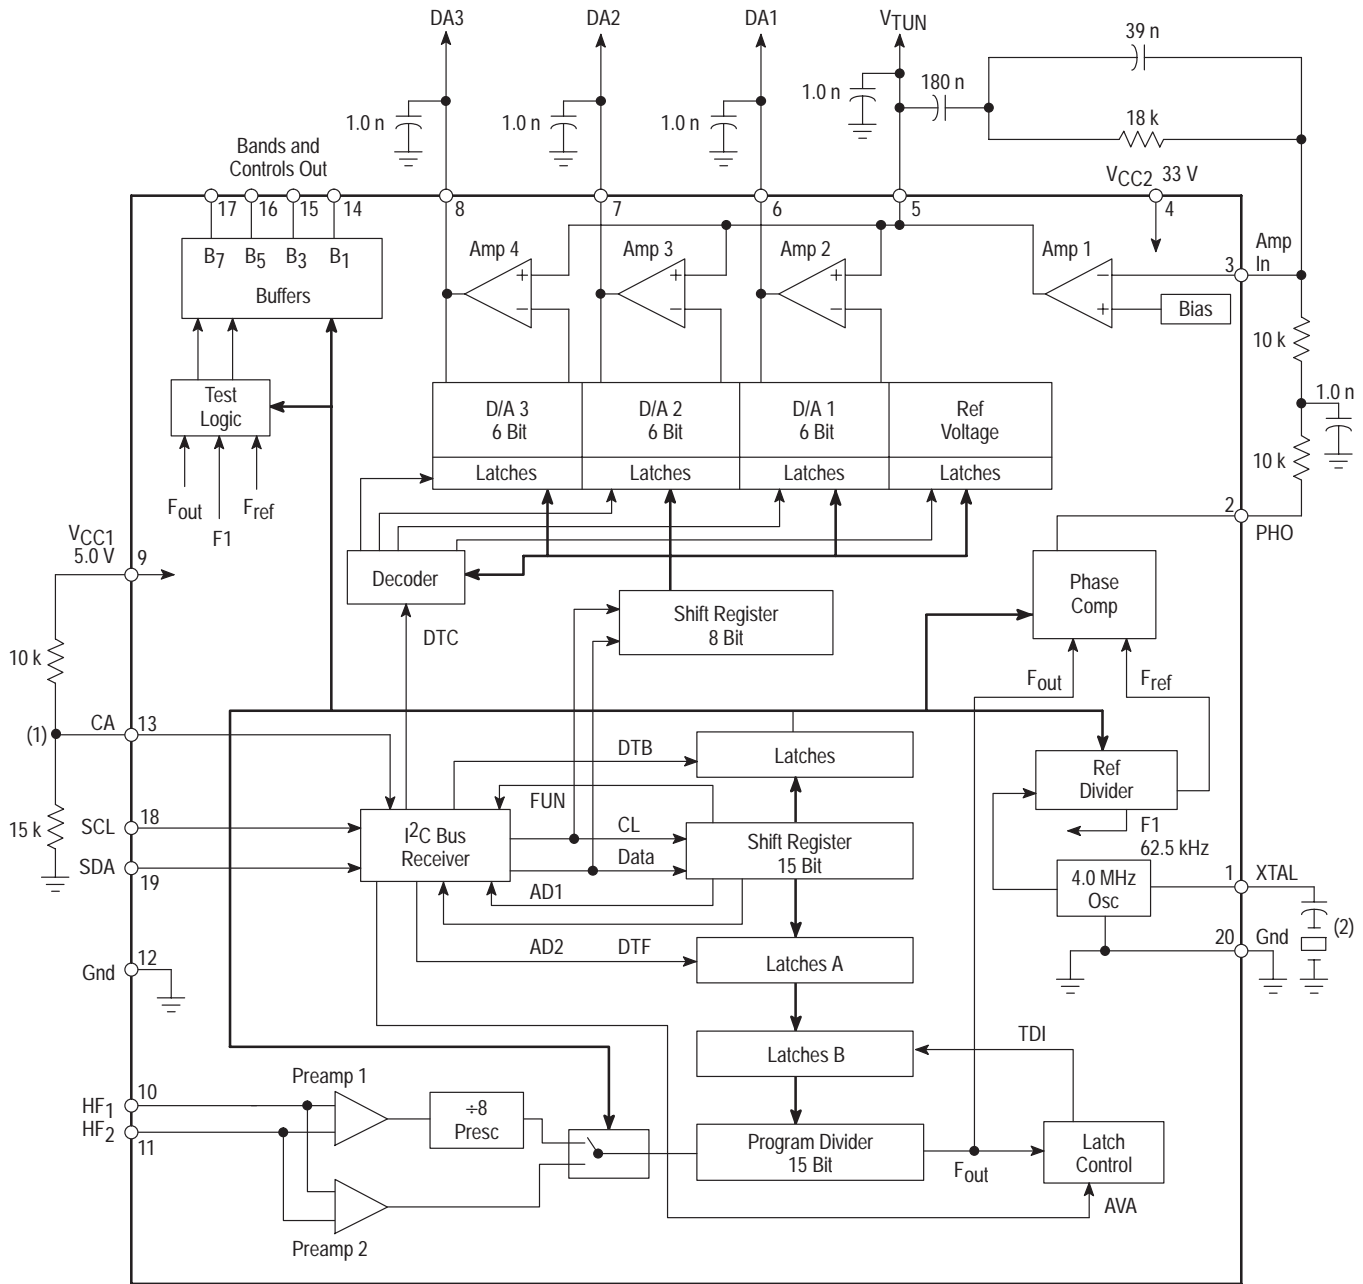 DA3 DA2 DA1 VTUN
39 n
1.0 n 180 n
1.0 n 1.0 n 1.0 n 18 k
Bands and
Controls Out
VCC2 33 V
17 16 15 14 8 7 6 5 4
B7 B5 B3 B1
Buffers
Amp 4 Amp 3 Amp 2 Amp 1
+ − + − + − − +
Bias
3 Amp
In
10 k
1.0 n
10 k
Test
Logic
Fout F1 Fref
D/A 3
6 Bit
D/A 2
6 Bit
D/A 1
6 Bit
Ref
Voltage
Latches Latches Latches Latches
2
PHO
VCC1
5.0 V 9
Decoder
DTC
Shift Register
8 Bit
Phase
Comp
Fout Fref
10 k
(1) CA 13
15 k
DTB Latches
FUN
Ref
Divider
F1
62.5 kHz
SCL 18
SDA 19
I2C Bus
Receiver
CL
Data
Shift Register
15 Bit
AD1
4.0 MHz
Osc
1 XTAL
(2)
20 Gnd
Gnd 12
AD2 DTF Latches A
Latches B
TDI
HF1 10
HF2 11
Preamp 1
÷8
Presc
Program Divider
15 Bit
Fout
Latch
Control
AVA
Preamp 2